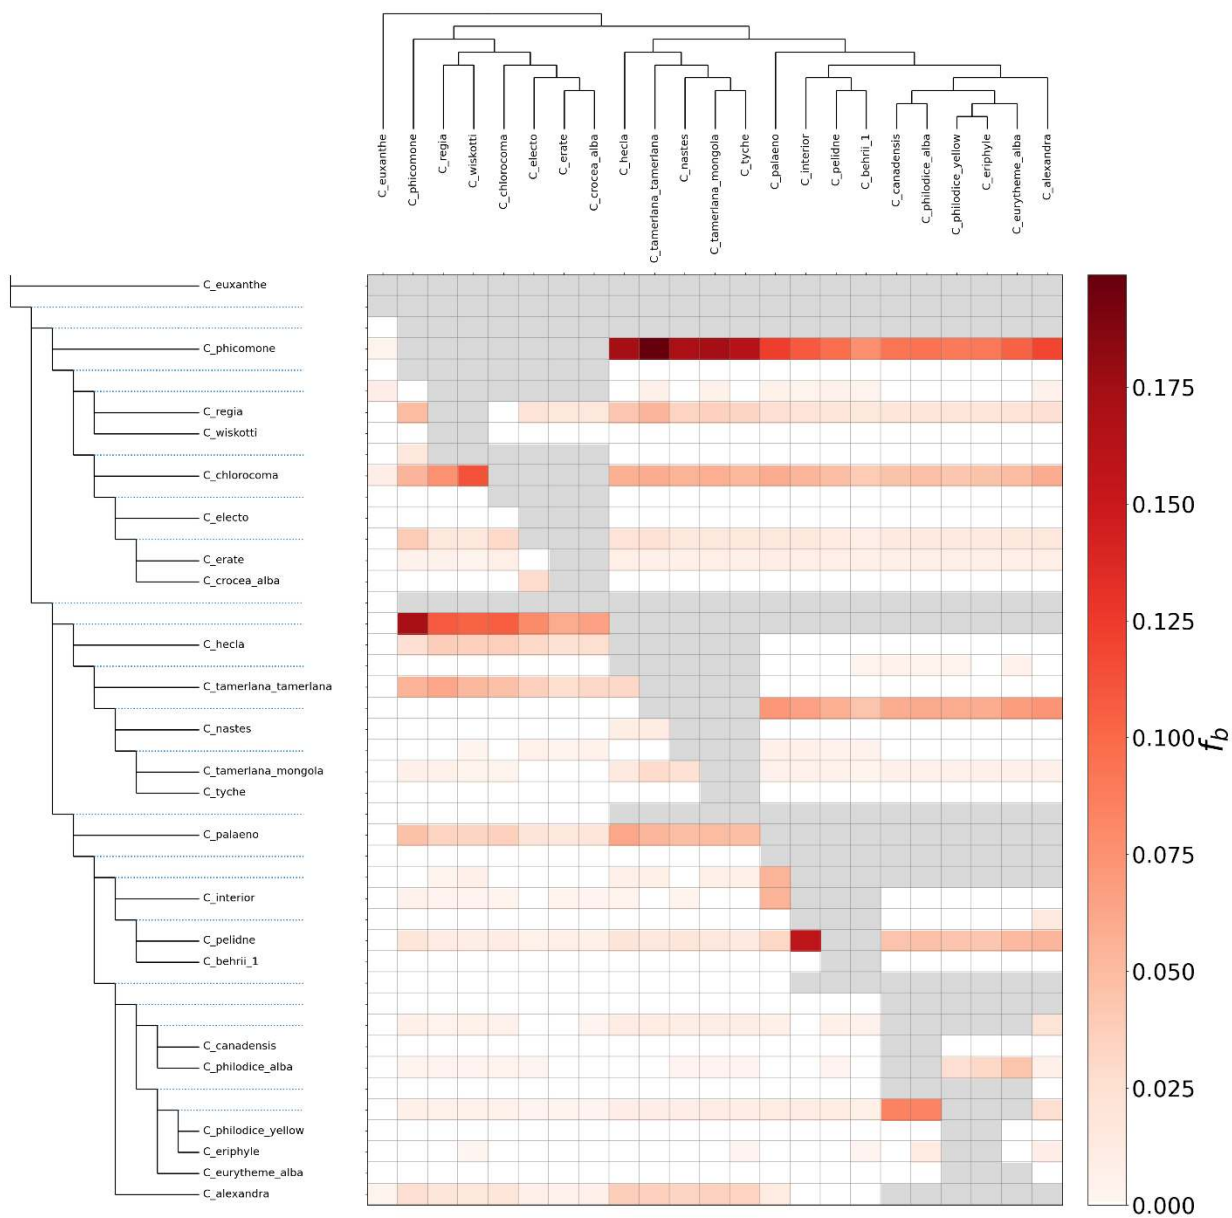 C_euxanthe
C_phicomone
C_regia
C_wiskotti
C_chlorocoma
C_electo
C_erate
C_crocea_alba
C_hecla
C_tamerlana_tamerlana
C_nastes
C_tamerlana_mongola
C_tyche
C_palaeno
C_interior
C_pelidne
C_behrii_1
C_canadensis
C_philodice_alba
C_philodice_yellow
C_eriphyle
C_eurytheme_alba
C_alexandra
C_euxanthe
C_phicomone
C_regia
C_wiskotti
C_chlorocoma
C_electo
C_erate
C_crocea_alba
C_hecla
C_tamerlana_tamerlana
C_nastes
C_tamerlana_mongola
C_tyche
C_palaeno
C_interior
C_pelidne
C_behrii_1
C_canadensis
C_philodice_alba
C_philodice_yellow
C_eriphyle
C_eurytheme_alba
C_alexandra
0.175
0.150
0.125
0.100
0.075
0.050
0.025
0.000
f_b